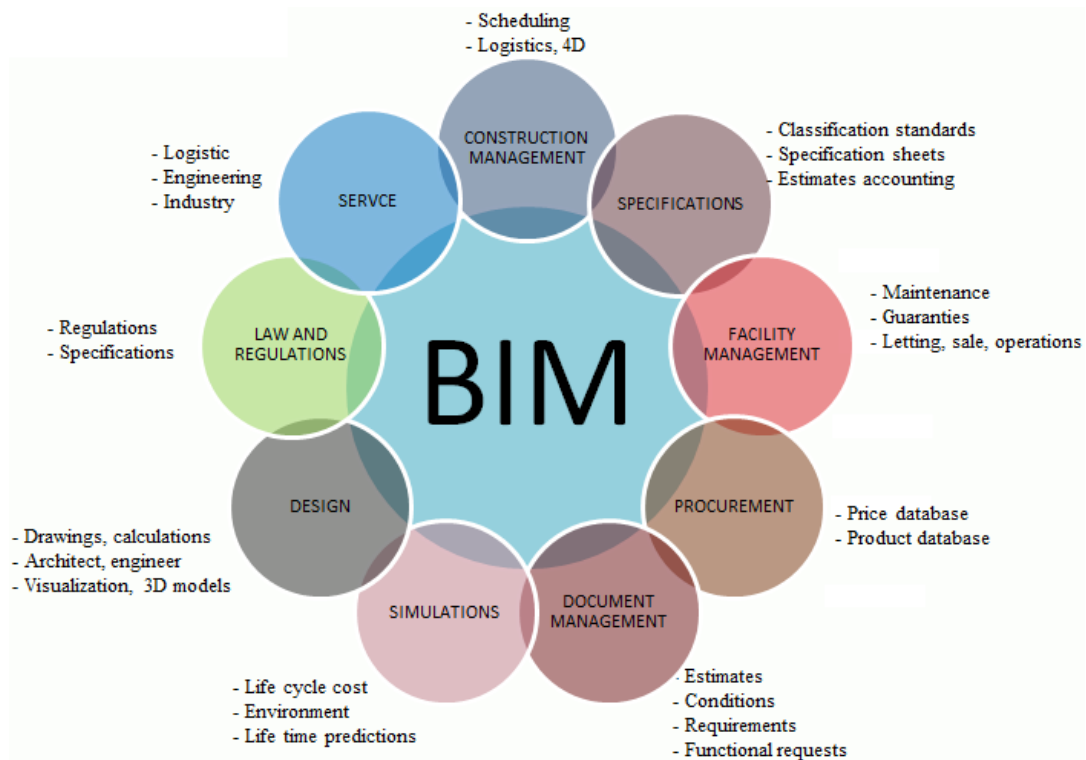 - Scheduling
- Logistics, 4D
CONSTRUCTION
MANAGEMENT
- Classification standards
- Specification sheets
- Estimates accounting
SPECIFICATIONS
- Logistic
- Engineering
- Industry
SERVCE
- Maintenance
- Guaranties
- Letting, sale, operations
FACILITY
MANAGEMENT
- Regulations
- Specifications
LAW AND
REGULATIONS
BIM
DESIGN
- Drawings, calculations
- Architect, engineer
- Visualization, 3D models
PROCUREMENT
- Price database
- Product database
SIMULATIONS
- Life cycle cost
- Environment
- Life time predictions
DOCUMENT
MANAGEMENT
- Estimates
- Conditions
- Requirements
- Functional requests